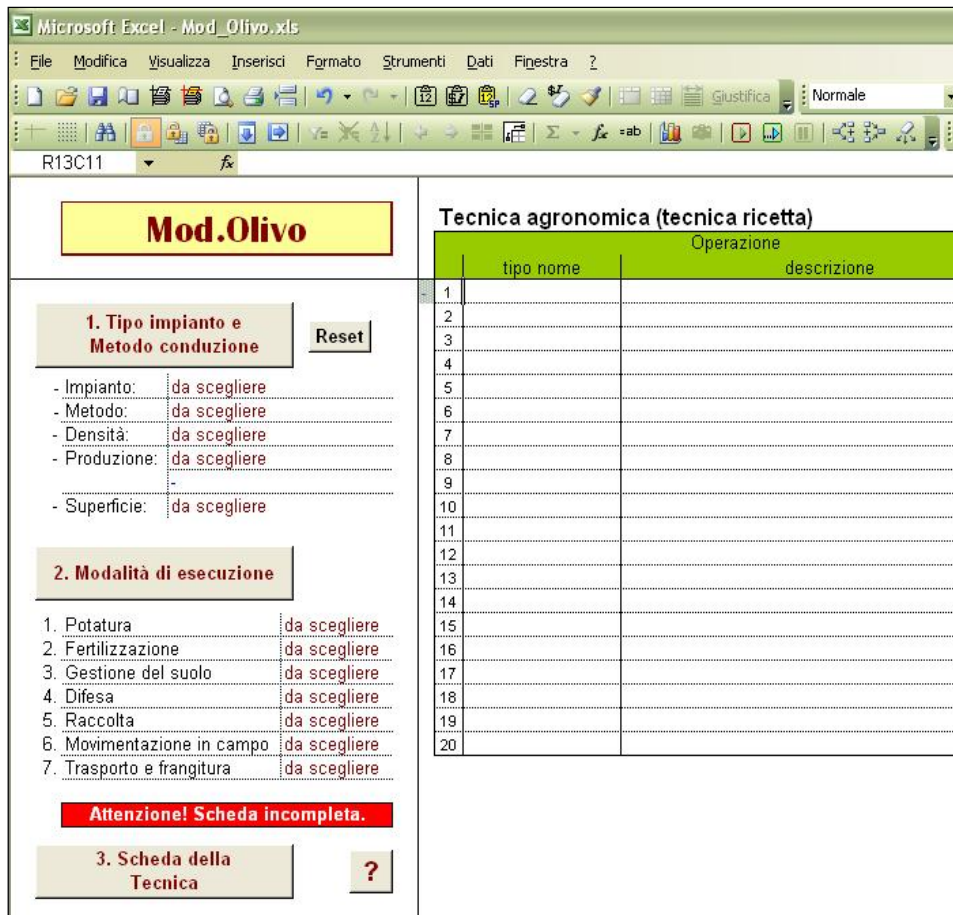 Microsoft Excel - Mod_Olivo.xls
File Modifica Visualizza Inserisci Formato Strumenti Dati Finestra ?
Giustifica Normale
R13C11 fx
Mod.Olivo
1. Tipo impianto e
Metodo conduzione
Reset
- Impianto: da scegliere
- Metodo: da scegliere
- Densità: da scegliere
- Produzione: da scegliere
-
- Superficie: da scegliere
2. Modalità di esecuzione
1. Potatura da scegliere
2. Fertilizzazione da scegliere
3. Gestione del suolo da scegliere
4. Difesa da scegliere
5. Raccolta da scegliere
6. Movimentazione in campo da scegliere
7. Trasporto e frangitura da scegliere
Attenzione! Scheda incompleta.
3. Scheda della
Tecnica
?
Tecnica agronomica (tecnica ricetta)
Operazione
tipo nome descrizione
- 1
2
3
4
5
6
7
8
9
10
11
12
13
14
15
16
17
18
19
20